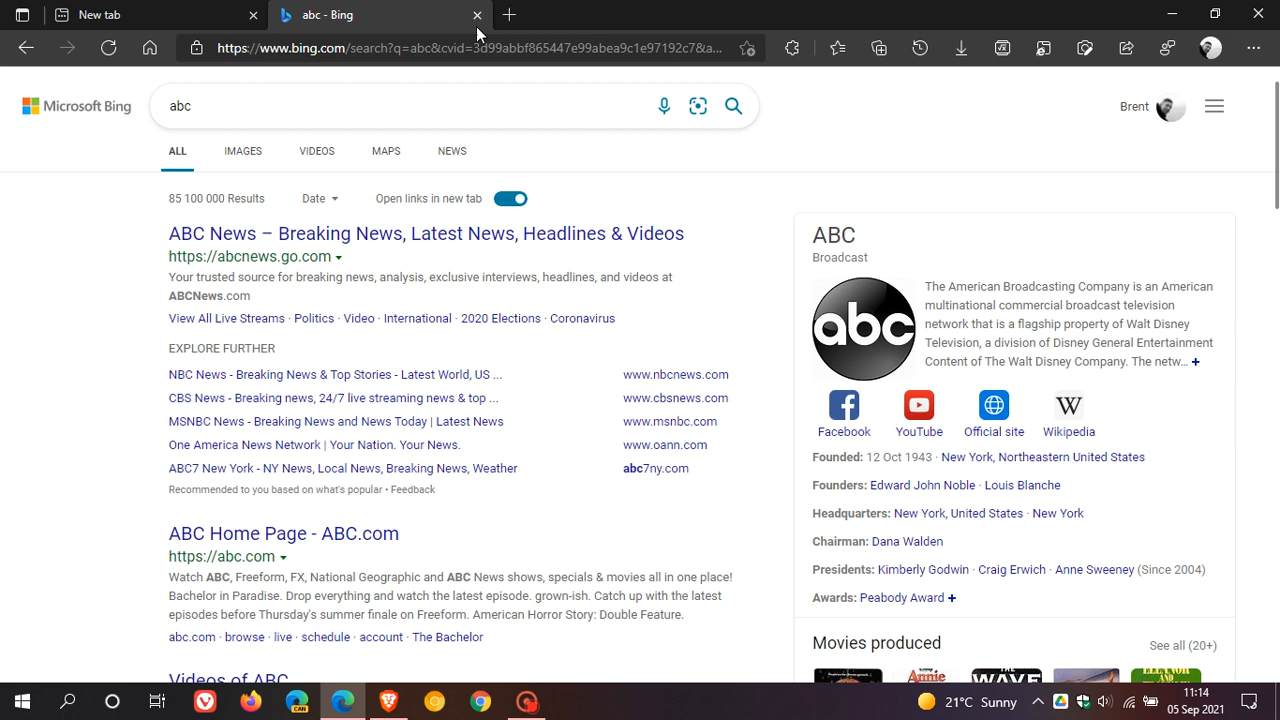 New tab
abc - Bing
https://www.bing.com/search?q=abc&cvid=3d99abbf865447e99abea9c1e97192c7&a...
Microsoft Bing
abc
Brent
ALL
IMAGES
VIDEOS
MAPS
NEWS
85 100 000 Results
Date
Open links in new tab
ABC News – Breaking News, Latest News, Headlines & Videos
https://abcnews.go.com
Your trusted source for breaking news, analysis, exclusive interviews, headlines, and videos at
ABCNews.com
View All Live Streams · Politics · Video · International · 2020 Elections · Coronavirus
EXPLORE FURTHER
NBC News - Breaking News & Top Stories - Latest World, US ... www.nbcnews.com
CBS News - Breaking news, 24/7 live streaming news & top ... www.cbsnews.com
MSNBC News - Breaking News and News Today | Latest News www.msnbc.com
One America News Network | Your Nation. Your News. www.oann.com
ABC7 New York - NY News, Local News, Breaking News, Weather abc7ny.com
Recommended to you based on what's popular • Feedback
ABC Home Page - ABC.com
https://abc.com
Watch ABC, Freeform, FX, National Geographic and ABC News shows, specials & movies all in one place!
Bachelor in Paradise. Drop everything and watch the latest episode. grown-ish. Catch up with the latest
episodes before Thursday's summer finale on Freeform. American Horror Story: Double Feature.
abc.com · browse · live · schedule · account · The Bachelor
Videos of ABC
ABC
Broadcast
abc
The American Broadcasting Company is an American
multinational commercial broadcast television
network that is a flagship property of Walt Disney
Television, a division of Disney General Entertainment
Content of The Walt Disney Company. The netw... +
W
Facebook
YouTube
Official site
Wikipedia
Founded: 12 Oct 1943 · New York, Northeastern United States
Founders: Edward John Noble · Louis Blanche
Headquarters: New York, United States · New York
Chairman: Dana Walden
Presidents: Kimberly Godwin · Craig Erwich · Anne Sweeney (Since 2004)
Awards: Peabody Award +
Movies produced
See all (20+)
Annie
THE
WAVE
CAN
21°C Sunny
11:14
05 Sep 2021